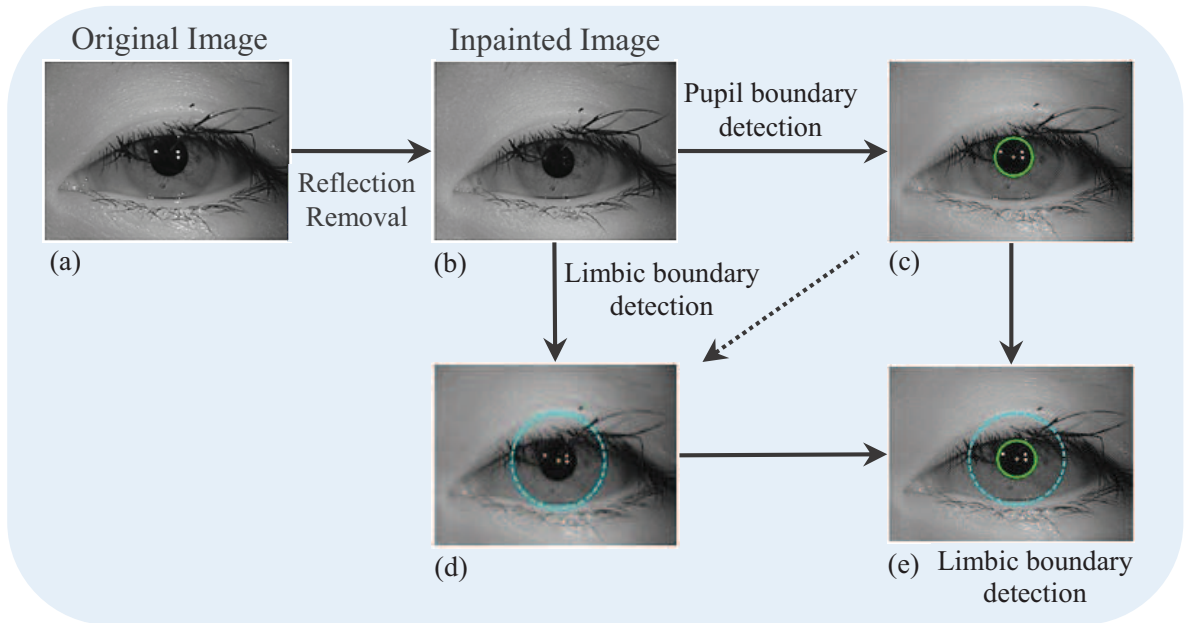 Original Image
Inpainted Image
Pupil boundary
detection
Reflection
Removal
(a)
(b)
(c)
Limbic boundary
detection
(d)
(e)
Limbic boundary
detection